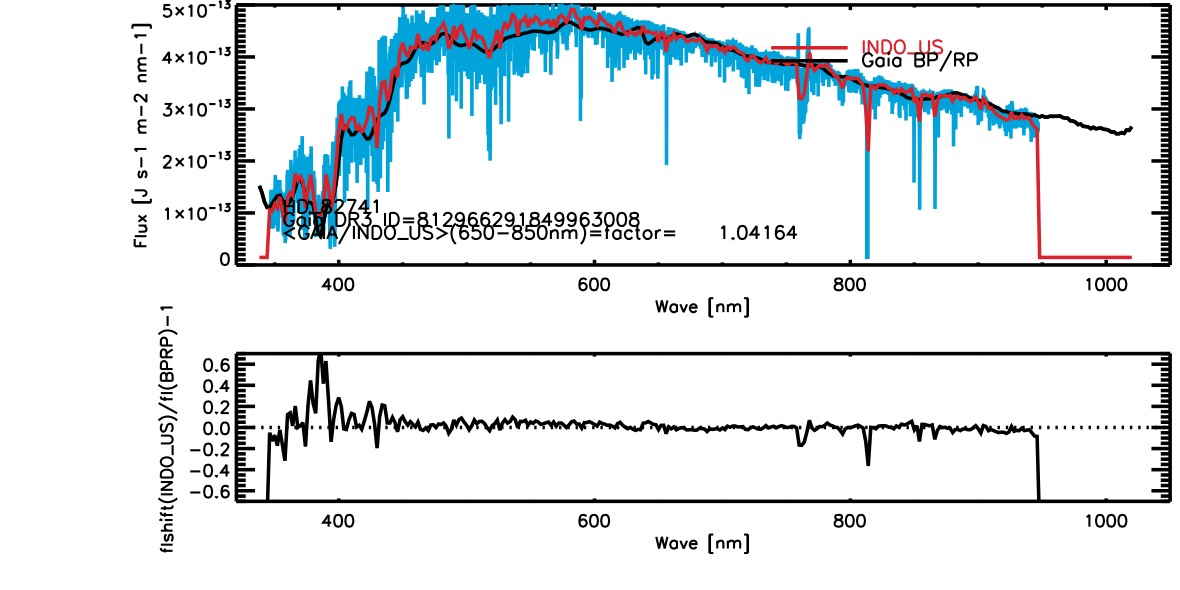 5×10−13
4×10−13
3×10−13
2×10−13
1×10−13
0
Flux [J s−1 m−2 nm−1]
INDO_US
Gaia BP/RP
HD 82741
Gaia DR3 ID=812966291849963008
<GAIA/INDO_US>(650−850nm)=factor= 1.04164
400 600 800 1000
Wave [nm]
0.6
0.4
0.2
0.0
−0.2
−0.4
−0.6
flshift(INDO_US)/fl(BPRP)−1
400 600 800 1000
Wave [nm]